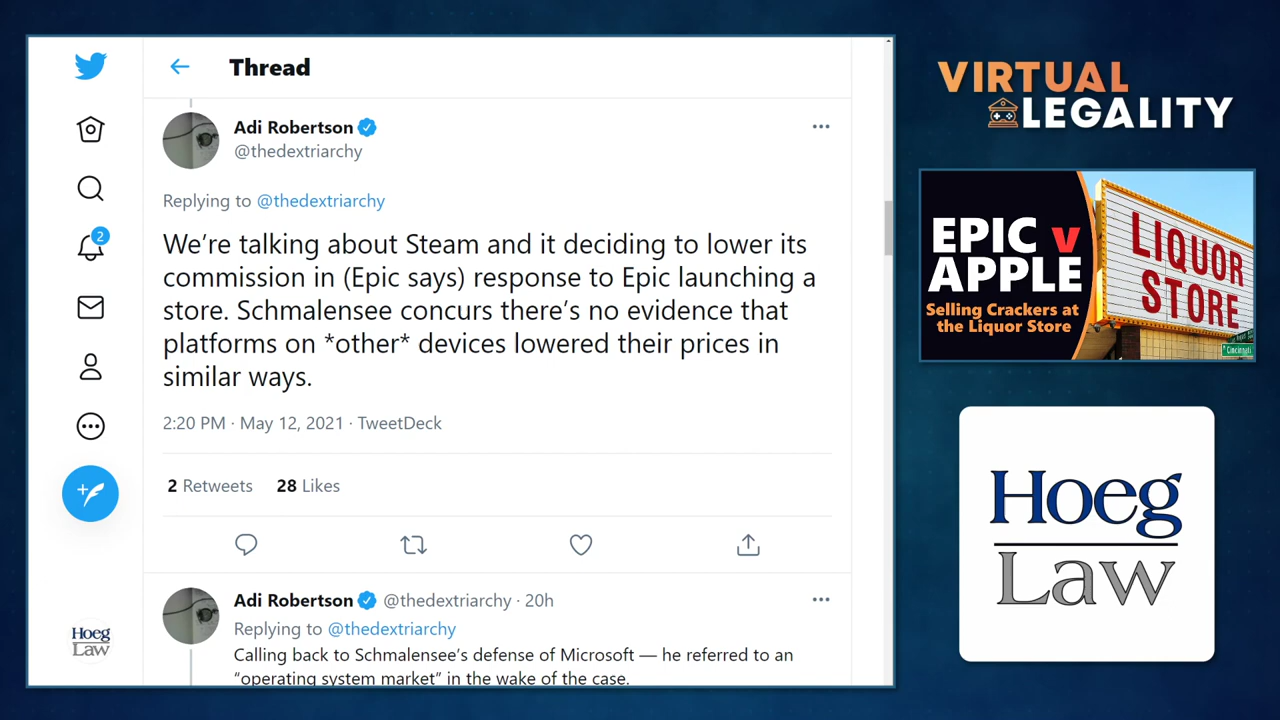 Thread
Adi Robertson
@thedextriarchy
Replying to @thedextriarchy
We're talking about Steam and it deciding to lower its
commission in (Epic says) response to Epic launching a
store. Schmalensee concurs there's no evidence that
platforms on *other* devices lowered their prices in
similar ways.
2:20 PM · May 12, 2021 · TweetDeck
2 Retweets 28 Likes
Adi Robertson @thedextriarchy · 20h
Replying to @thedextriarchy
Calling back to Schmalensee's defense of Microsoft — he referred to an
"operating system market" in the wake of the case.
2
Hoeg
Law
VIRTUAL
LEGALITY
EPIC v
APPLE
Selling Crackers at
the Liquor Store
LIQUOR
STORE
Cincinnati
Hoeg
Law